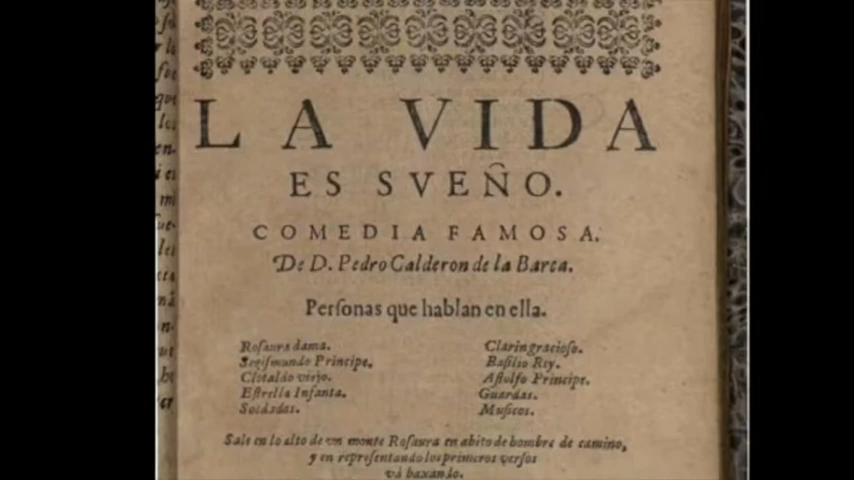 LA VIDA
ES SVEÑO.
COMEDIA FAMOSA.
De D. Pedro Calderon de la Barca.
Personas que hablan en ella.
Rosaura dama.
Segismundo Principe.
Clotaldo viejo.
Estrella Infanta.
Soldadas.
Clarin gracioso.
Basilio Rey.
Astolfo Principe.
Guardas.
Musicos.
Sale en lo alto de vn monte Rosaura en abito de hombre de camino,
y en representando los primeros versos
vá baxando.